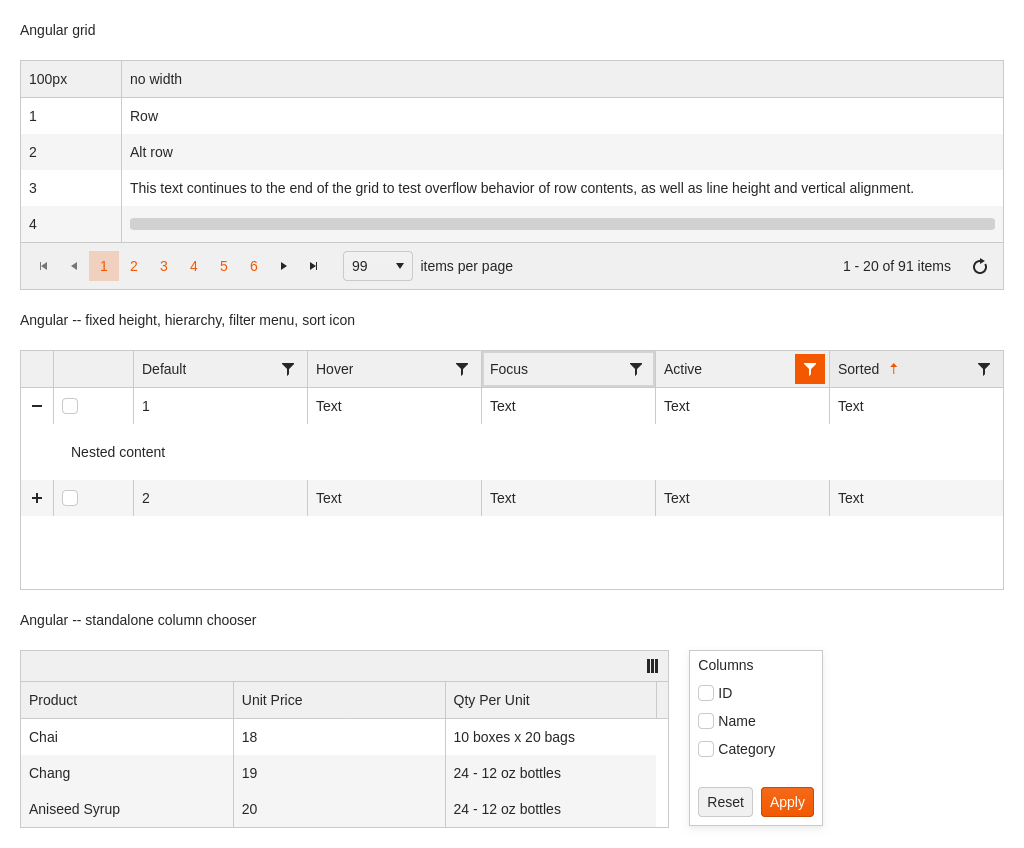 Angular grid
100px no width
1 Row
2 Alt row
3 This text continues to the end of the grid to test overflow behavior of row contents, as well as line height and vertical alignment.
4
1 2 3 4 5 6 99 items per page 1 - 20 of 91 items
Angular -- fixed height, hierarchy, filter menu, sort icon
Default Hover Focus Active Sorted
1 Text Text Text Text
Nested content
2 Text Text Text Text
Angular -- standalone column chooser
Product Unit Price Qty Per Unit
Chai 18 10 boxes x 20 bags
Chang 19 24 - 12 oz bottles
Aniseed Syrup 20 24 - 12 oz bottles
Columns
ID
Name
Category
Reset Apply